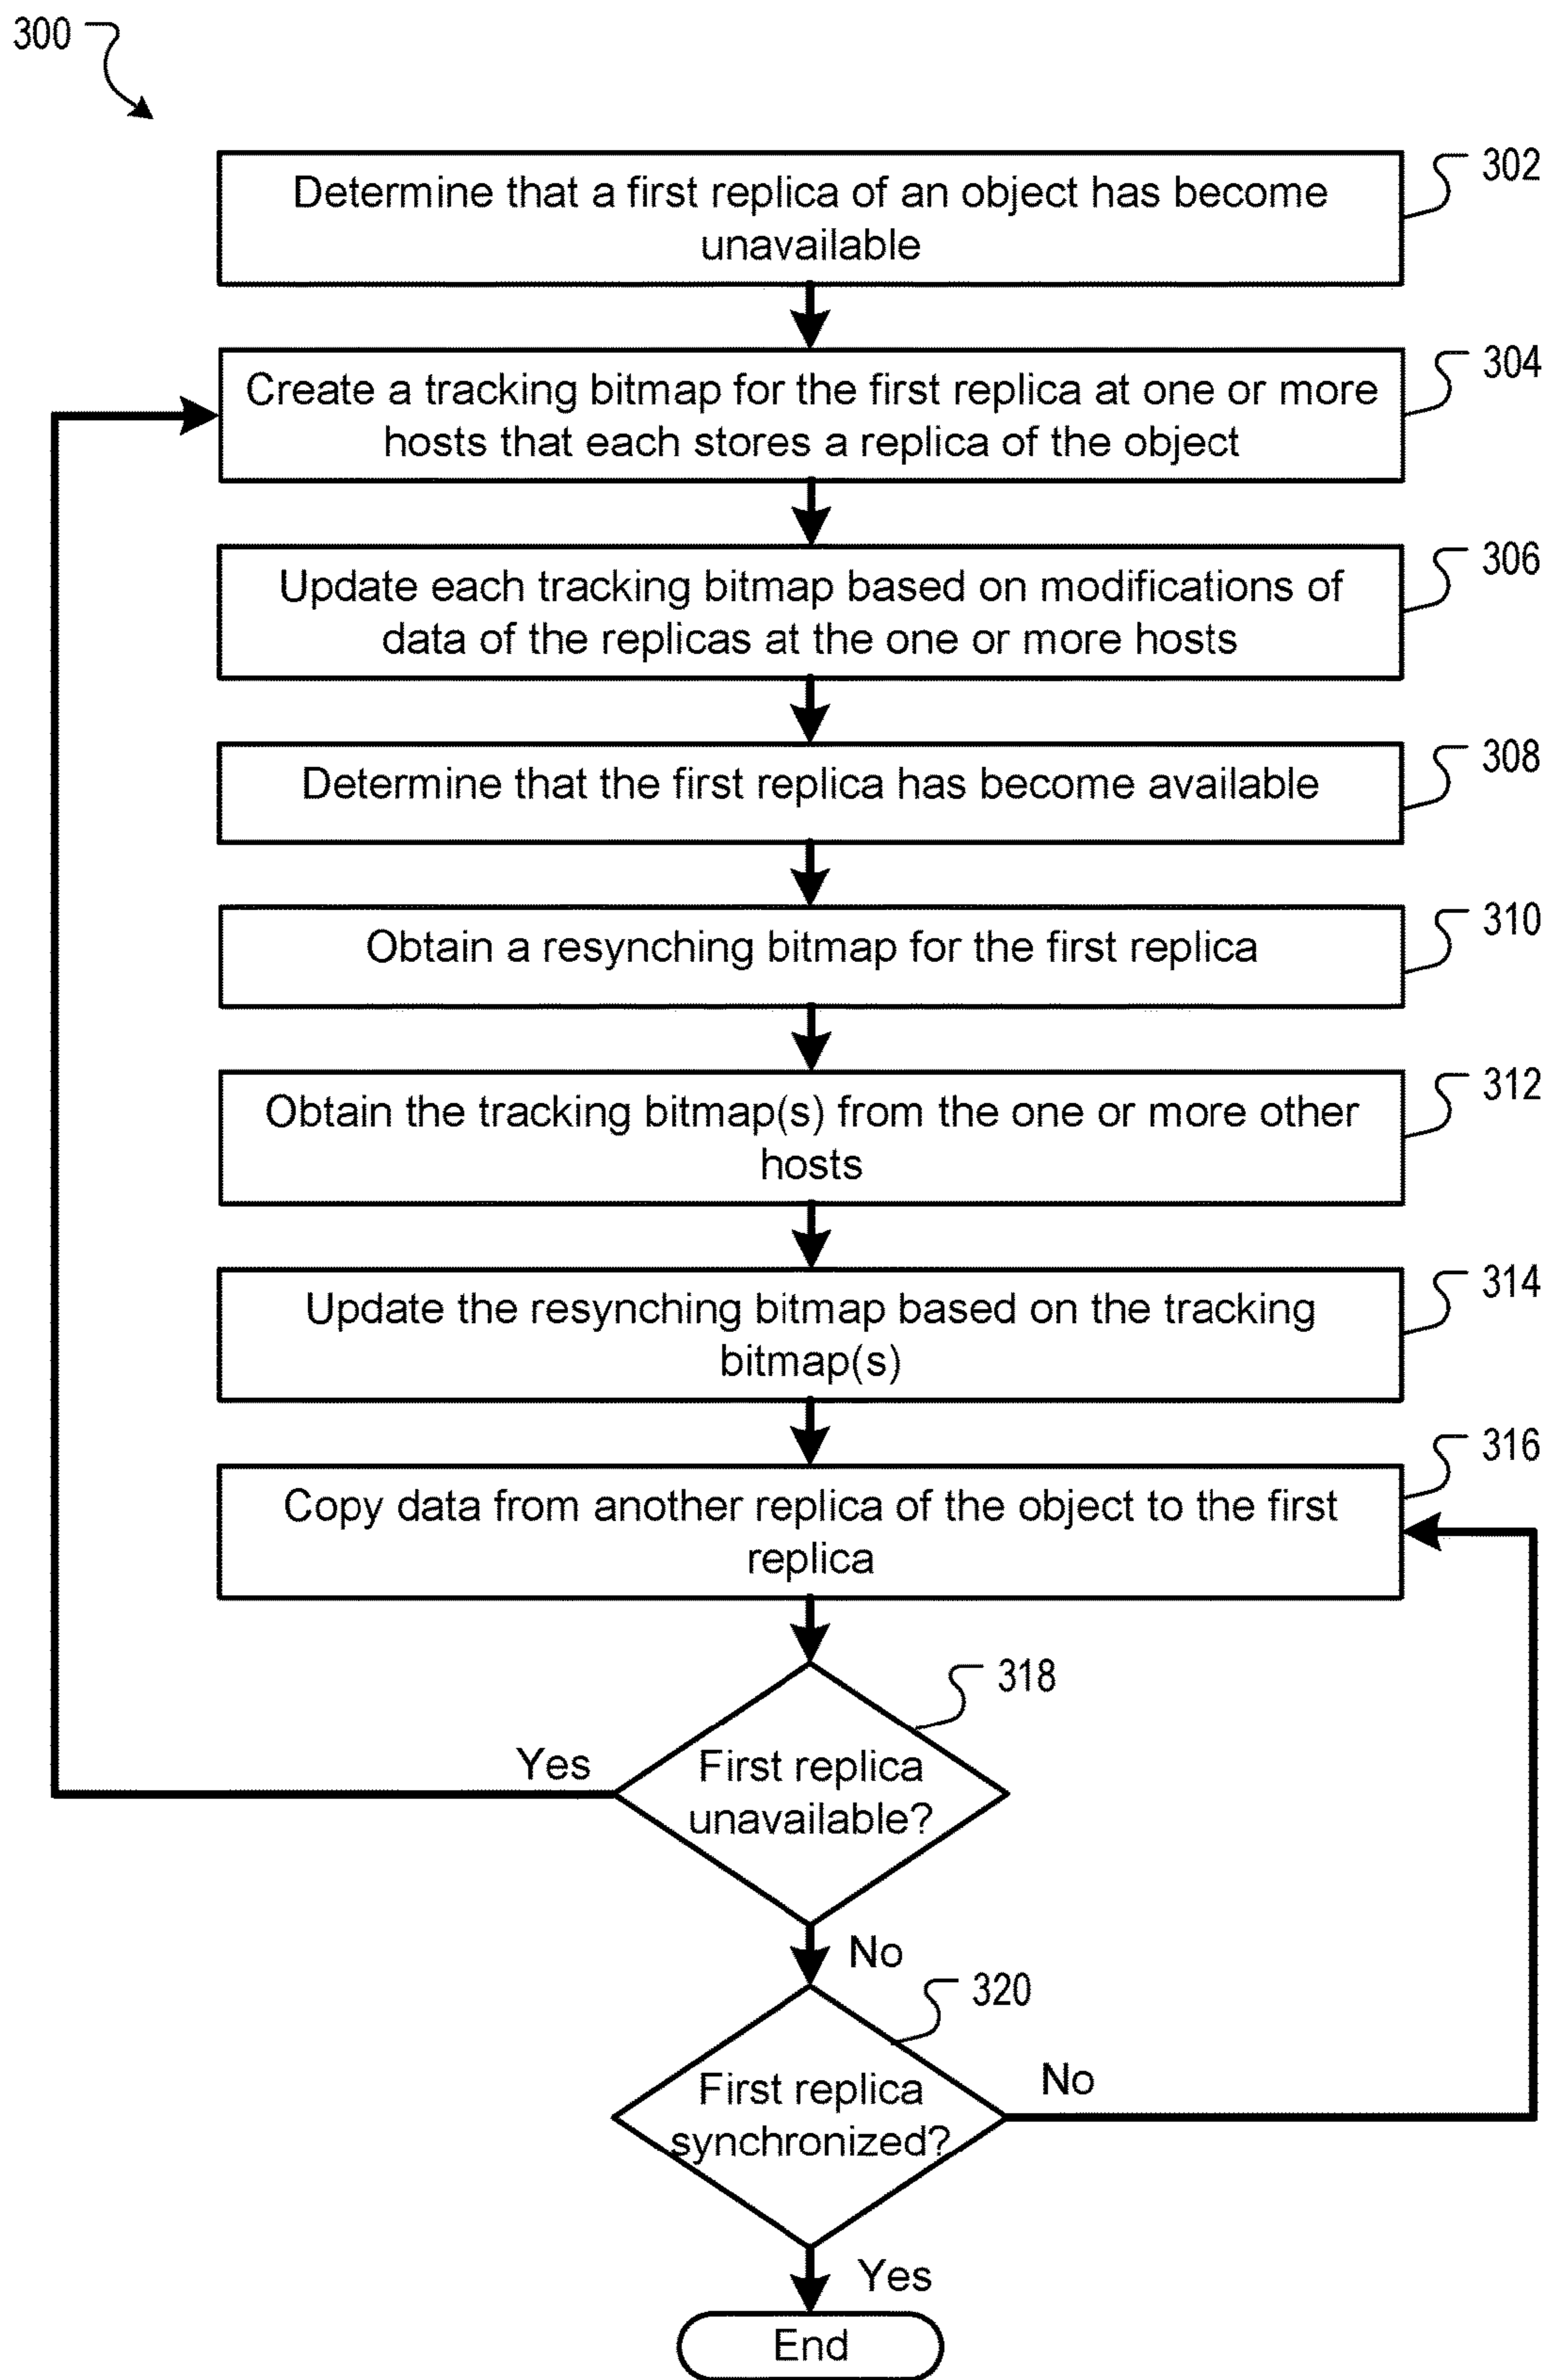 300
302
Determine that a first replica of an object has become
unavailable
304
Create a tracking bitmap for the first replica at one or more
hosts that each stores a replica of the object
306
Update each tracking bitmap based on modifications of
data of the replicas at the one or more hosts
308
Determine that the first replica has become available
310
Obtain a resynching bitmap for the first replica
312
Obtain the tracking bitmap(s) from the one or more other
hosts
314
Update the resynching bitmap based on the tracking
bitmap(s)
316
Copy data from another replica of the object to the first
replica
318
Yes
First replica
unavailable?
No
320
First replica
synchronized?
No
Yes
End